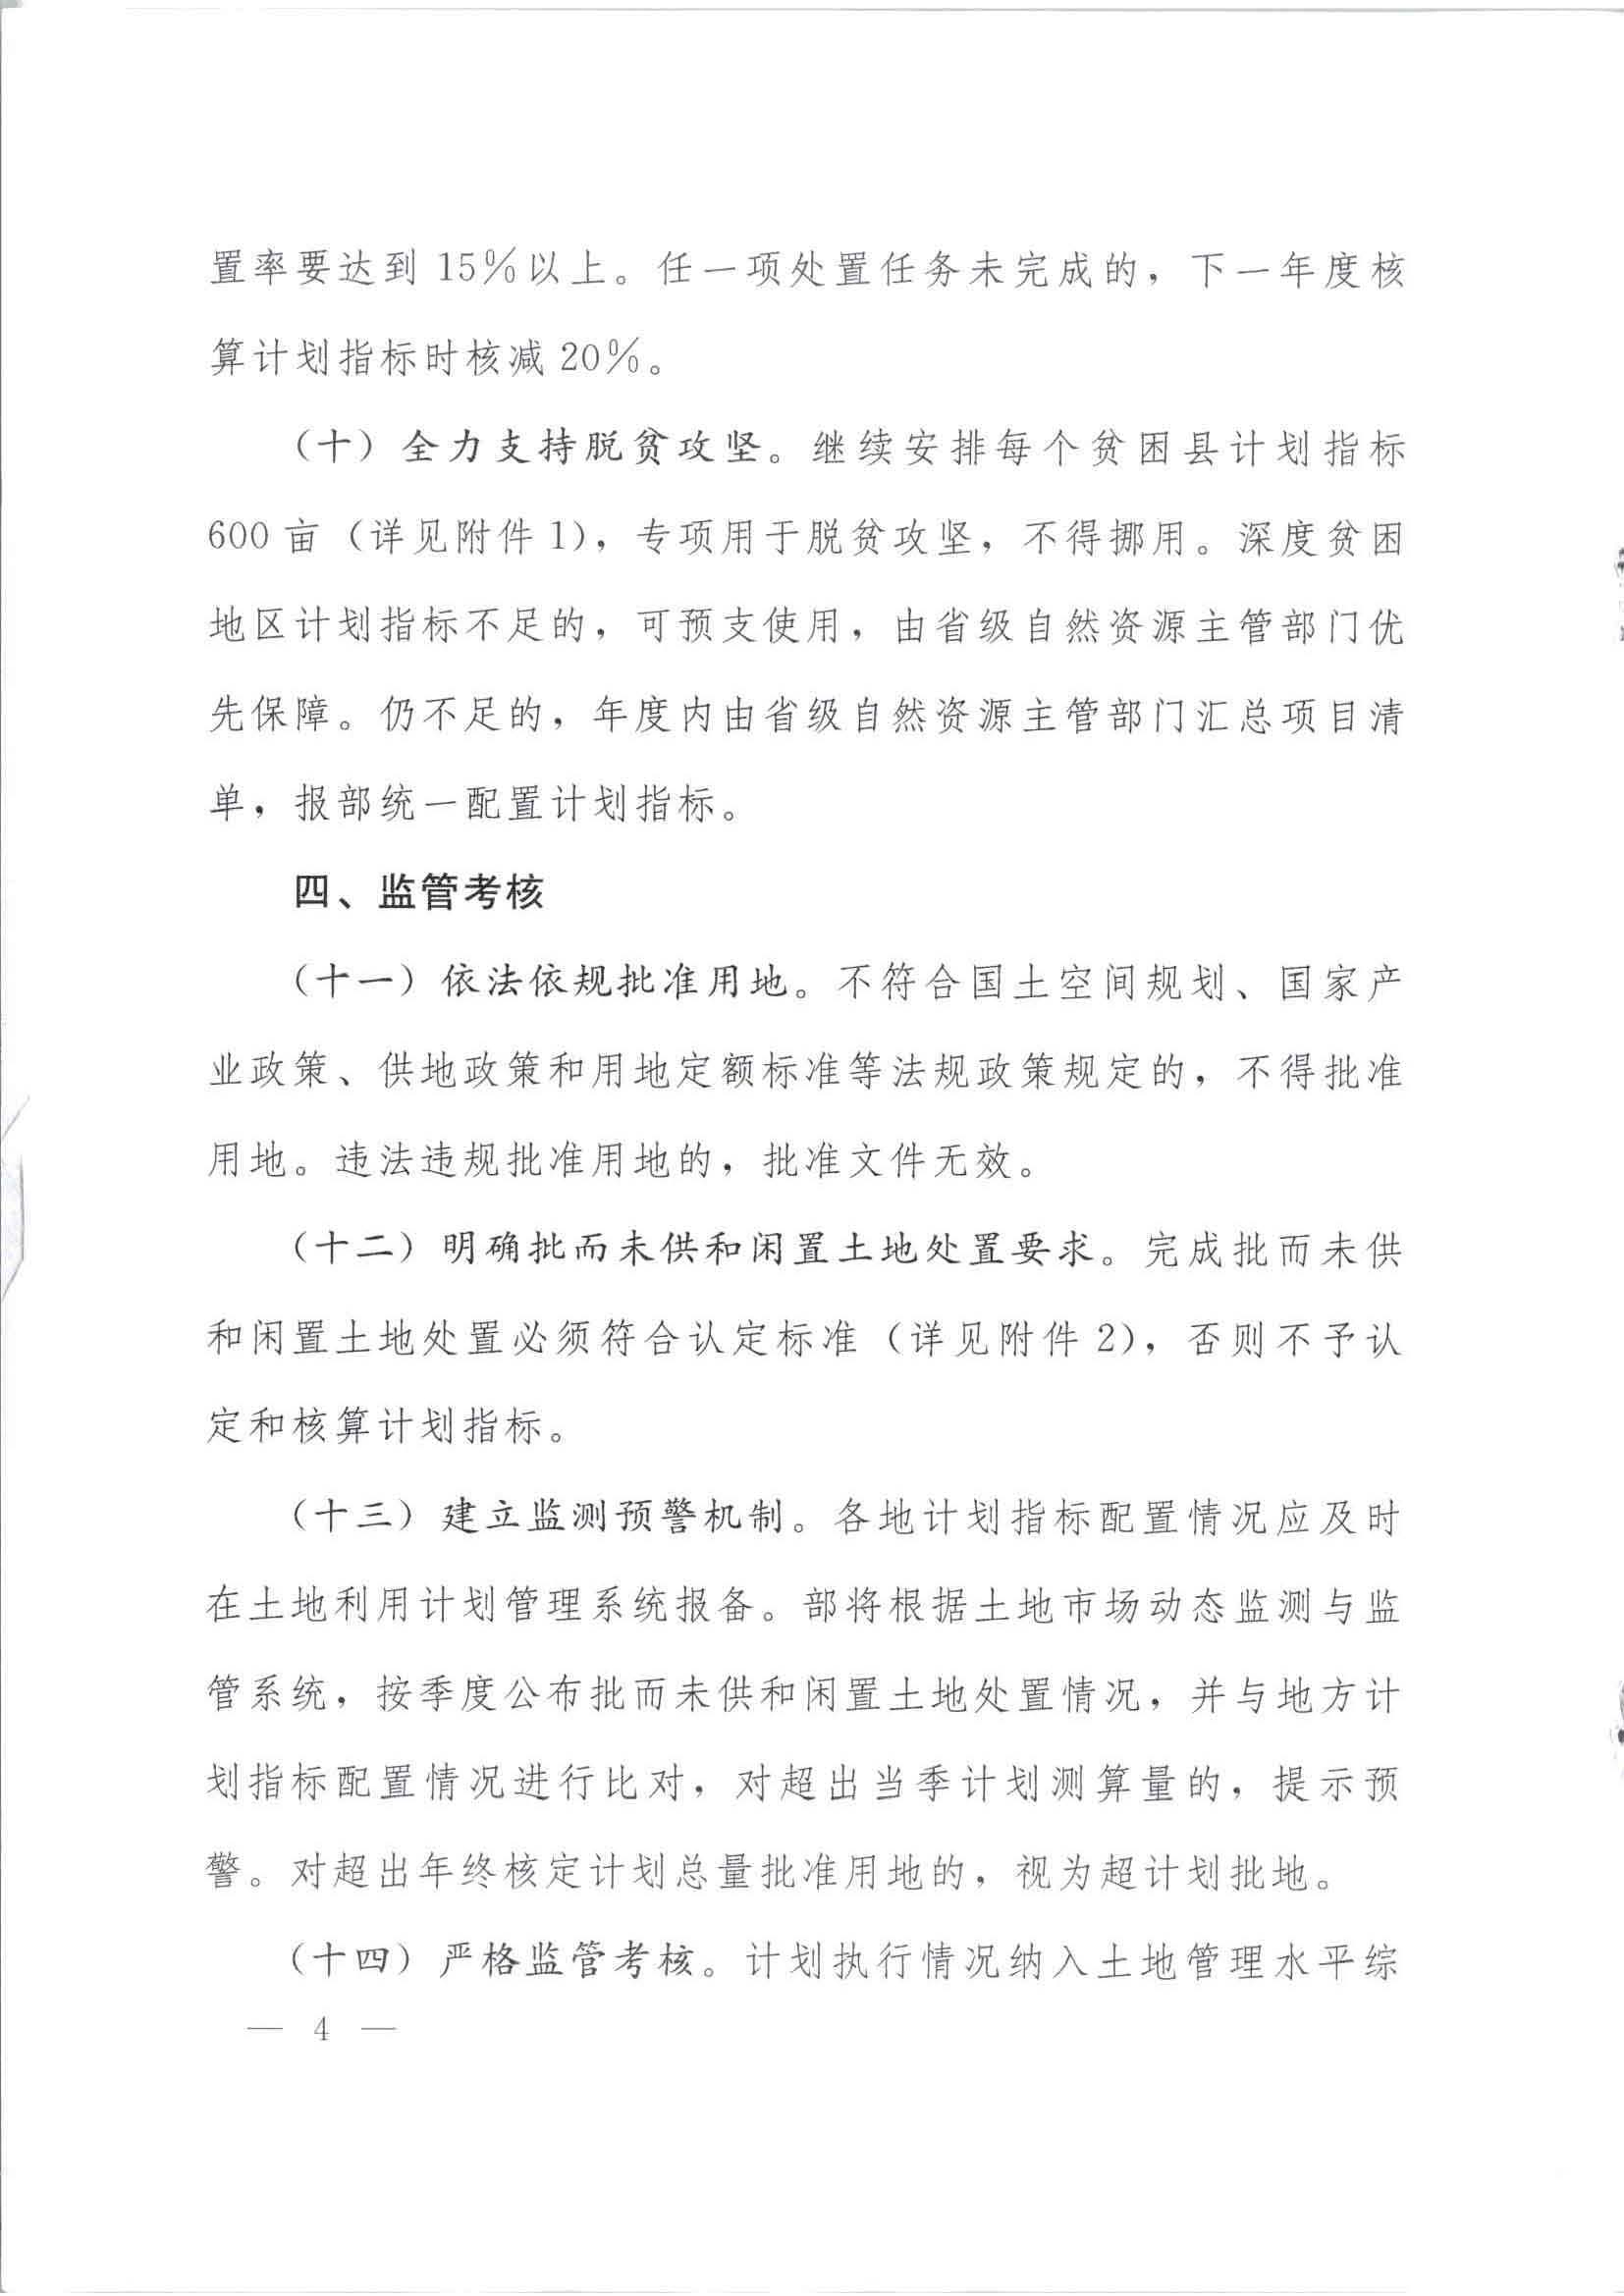 置率要达到 15%以上。任一项处置任务未完成的，下一年度核
算计划指标时核减 20%。
（十）全力支持脱贫攻坚。继续安排每个贫困县计划指标
600 亩（详见附件 1），专项用于脱贫攻坚，不得挪用。深度贫困
地区计划指标不足的，可预支使用，由省级自然资源主管部门优
先保障。仍不足的，年度内由省级自然资源主管部门汇总项目清
单，报部统一配置计划指标。
四、监管考核
（十一）依法依规批准用地。不符合国土空间规划、国家产
业政策、供地政策和用地定额标准等法规政策规定的，不得批准
用地。违法违规批准用地的，批准文件无效。
（十二）明确批而未供和闲置土地处置要求。完成批而未供
和闲置土地处置必须符合认定标准（详见附件 2），否则不予认
定和核算计划指标。
（十三）建立监测预警机制。各地计划指标配置情况应及时
在土地利用计划管理系统报备。部将根据土地市场动态监测与监
管系统，按季度公布批而未供和闲置土地处置情况，并与地方计
划指标配置情况进行比对，对超出当季计划测算量的，提示预
警。对超出年终核定计划总量批准用地的，视为超计划批地。
（十四）严格监管考核。计划执行情况纳入土地管理水平综
— 4 —